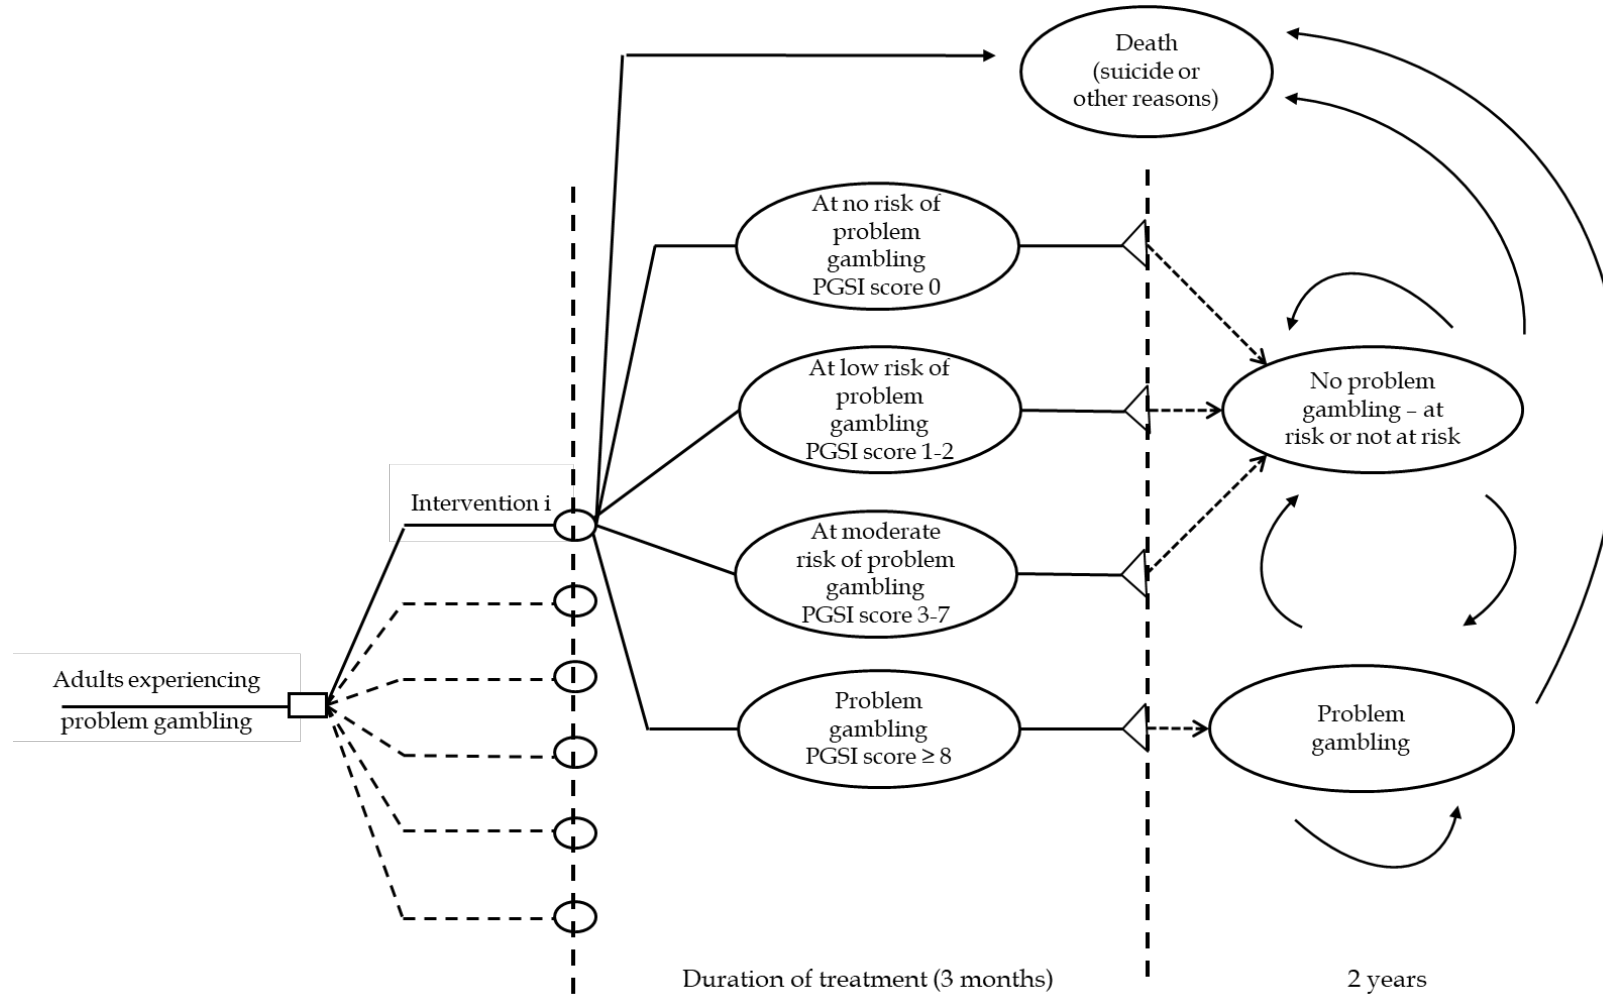 Death
(suicide or
other reasons)
At no risk of
problem
gambling
PGSI score 0
At low risk of
problem
gambling
PGSI score 1-2
No problem
gambling – at
risk or not at risk
Intervention i
At moderate
risk of problem
gambling
PGSI score 3-7
Adults experiencing
problem gambling
Problem
gambling
PGSI score ≥ 8
Problem
gambling
Duration of treatment (3 months)
2 years